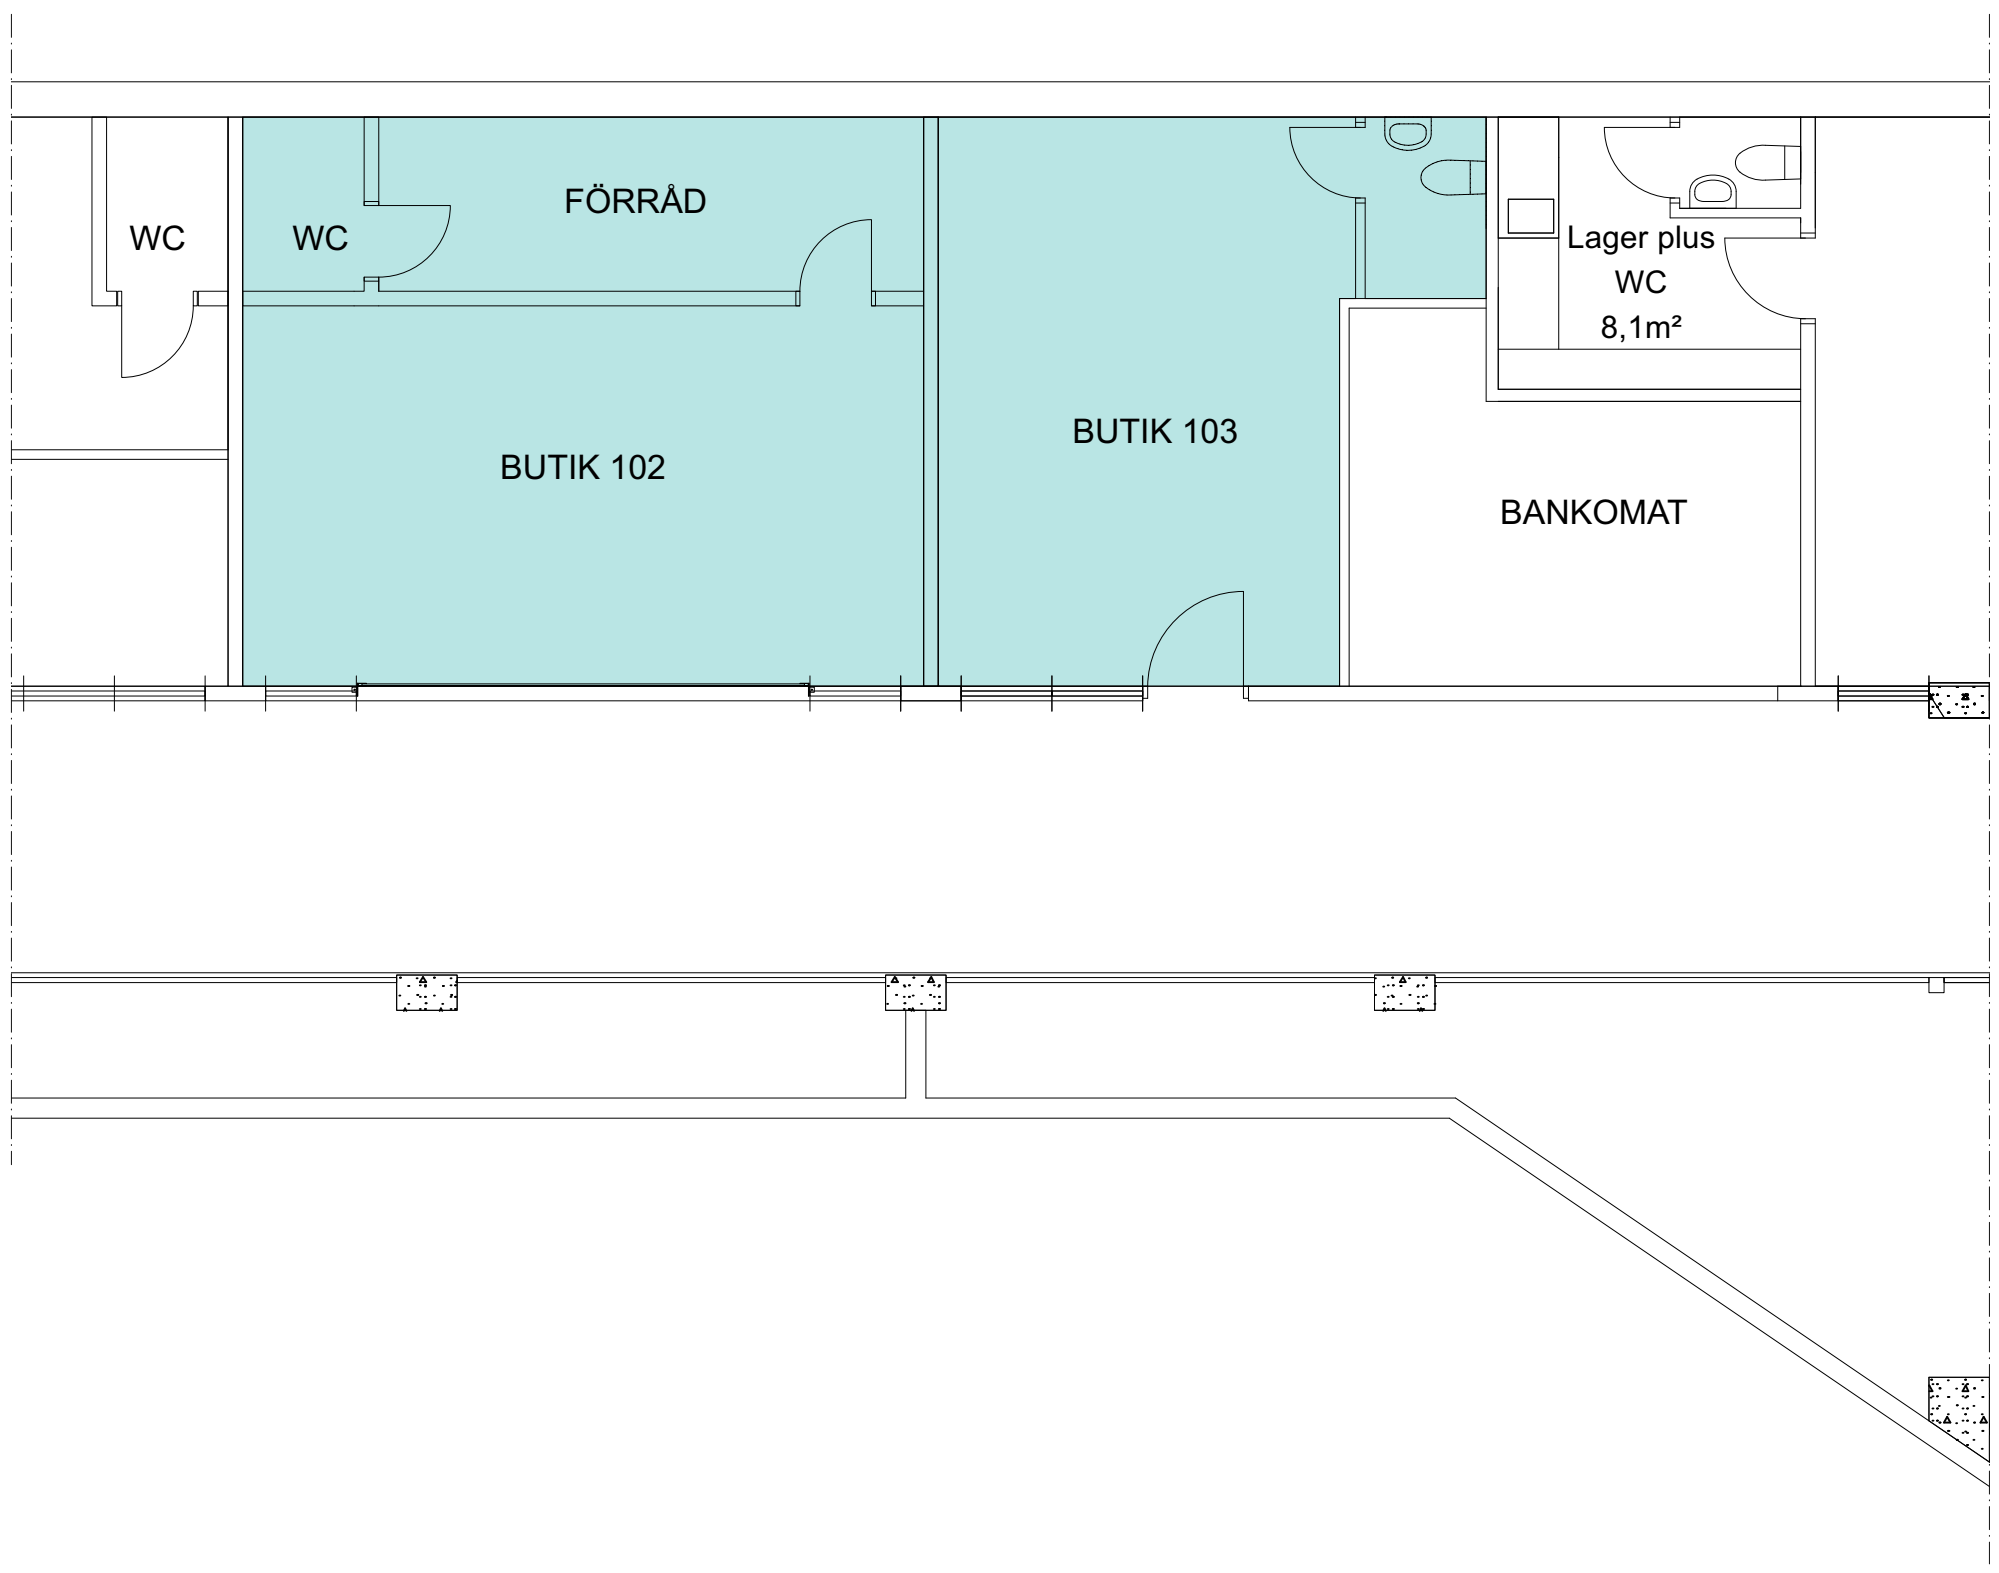 FÖRRÅD
WC
WC
Lager plus
WC
8,1m²
BUTIK 103
BUTIK 102
BANKOMAT